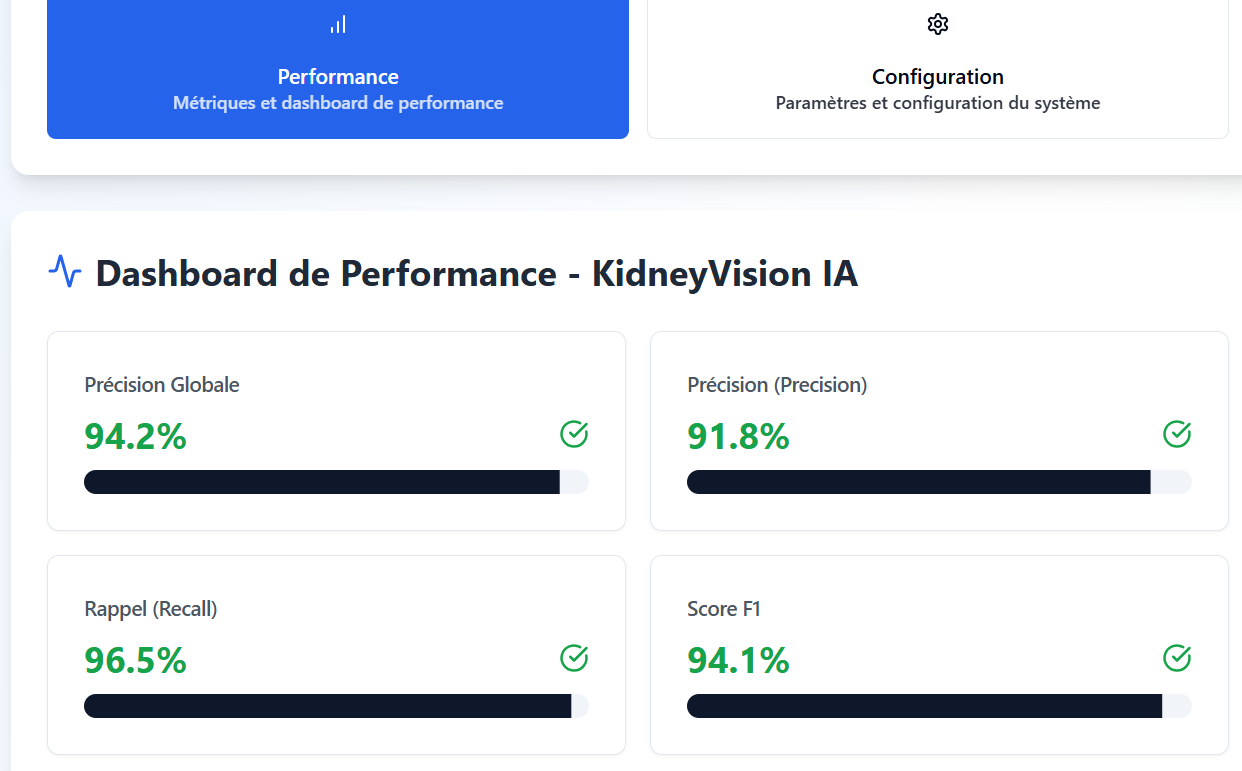 Performance
Métriques et dashboard de performance
Configuration
Paramètres et configuration du système
Dashboard de Performance - KidneyVision IA
Précision Globale
94.2%
Précision (Precision)
91.8%
Rappel (Recall)
96.5%
Score F1
94.1%